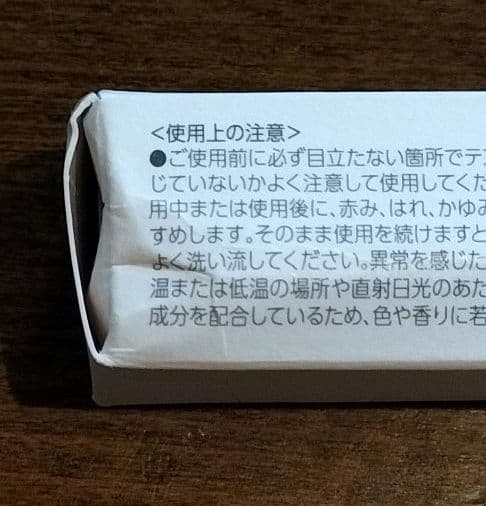 <使用上の注意>
●ご使用前に必ず目立たない箇所でテス
じていないかよく注意して使用してくだ
用中または使用後に、赤み、はれ、かゆみ
すめします。そのまま使用を続けますと
よく洗い流してください。異常を感じた
温または低温の場所や直射日光のあた
成分を配合しているため、色や香りに若